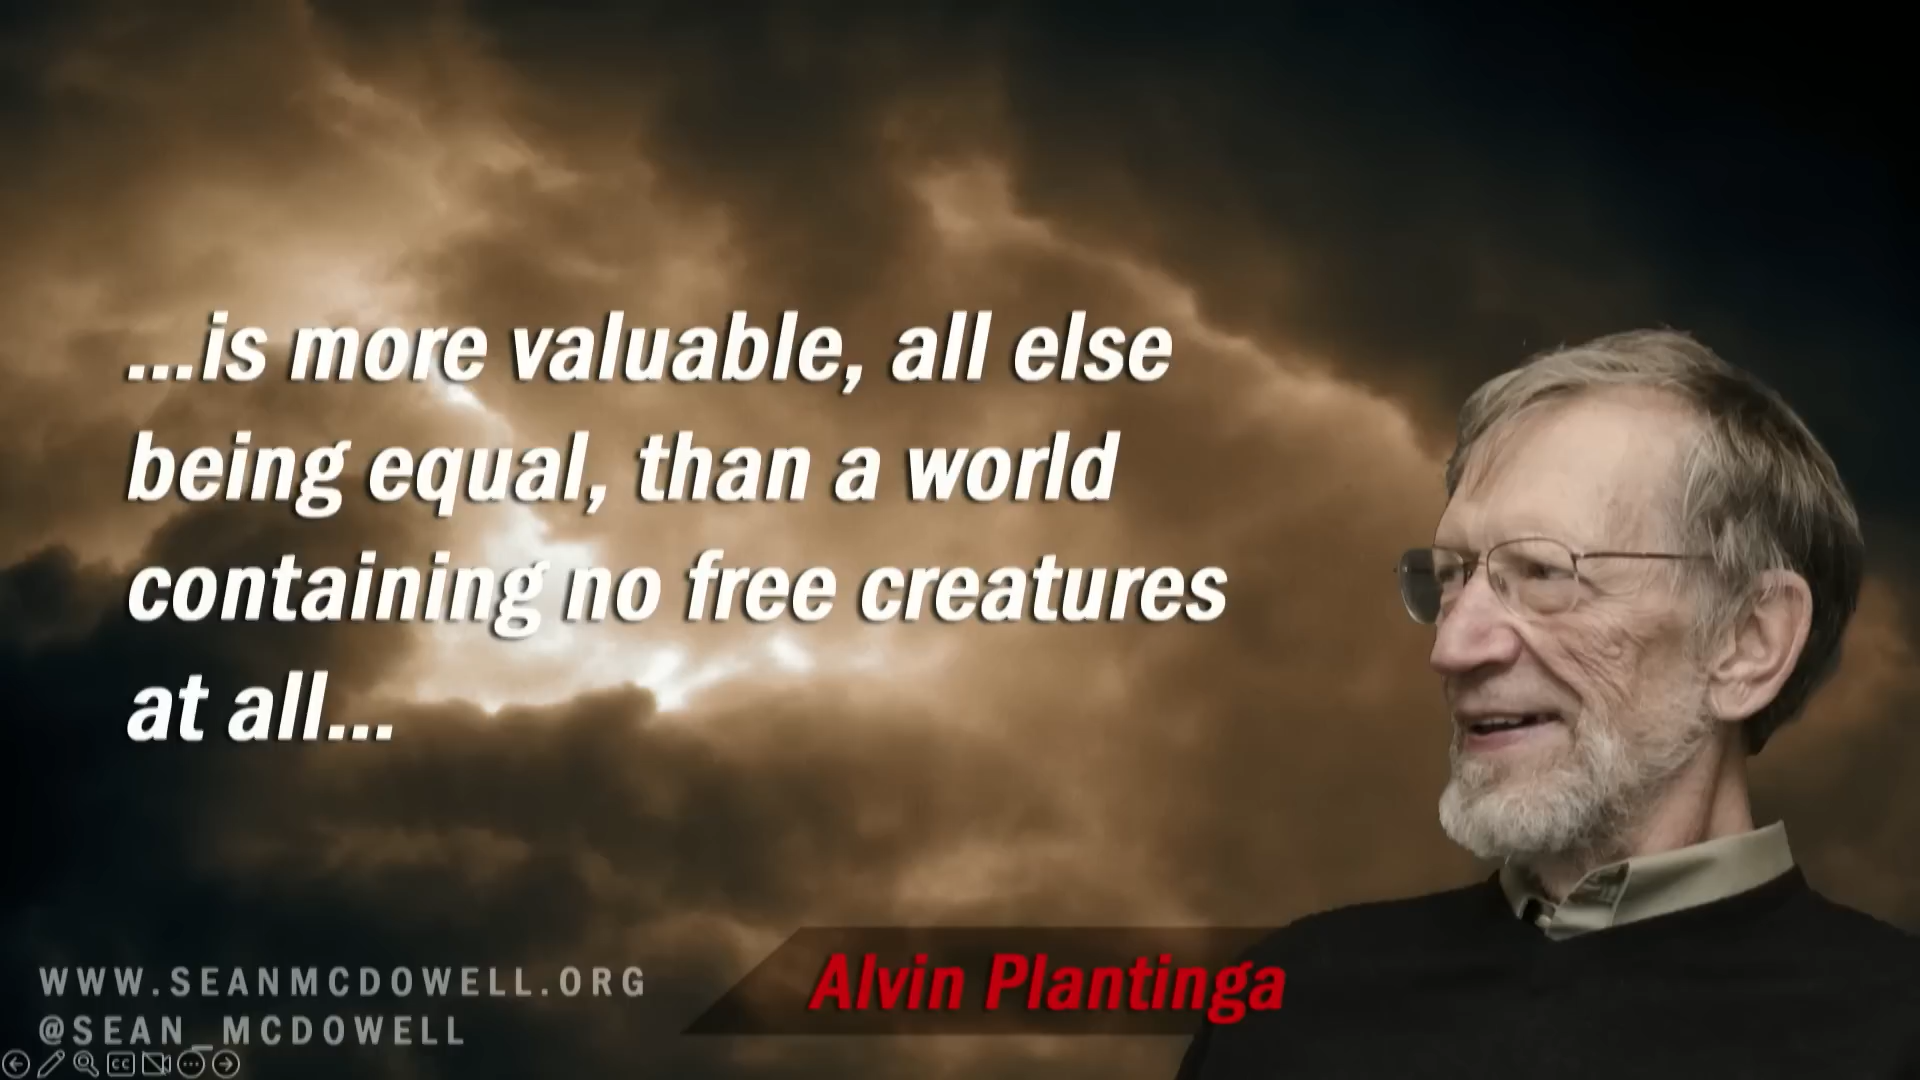 ...is more valuable, all else
being equal, than a world
containing no free creatures
at all...
Alvin Plantinga
WWW.SEANMCDOWELL.ORG
@SEAN_MCDOWELL
CC